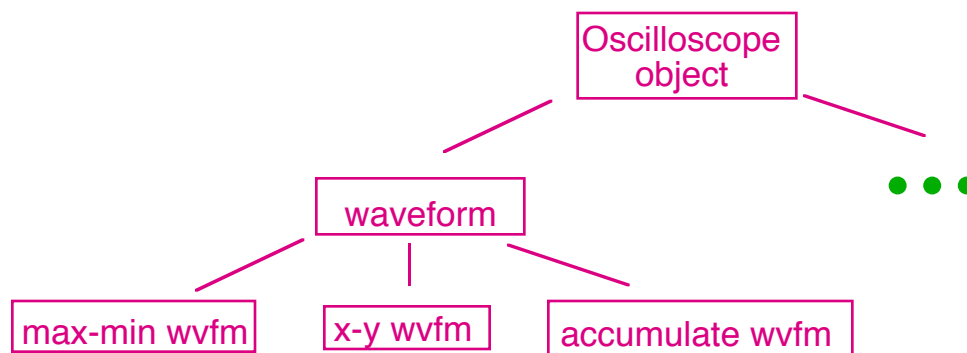 Oscilloscope
object
waveform
max-min wvfm
x-y wvfm
accumulate wvfm